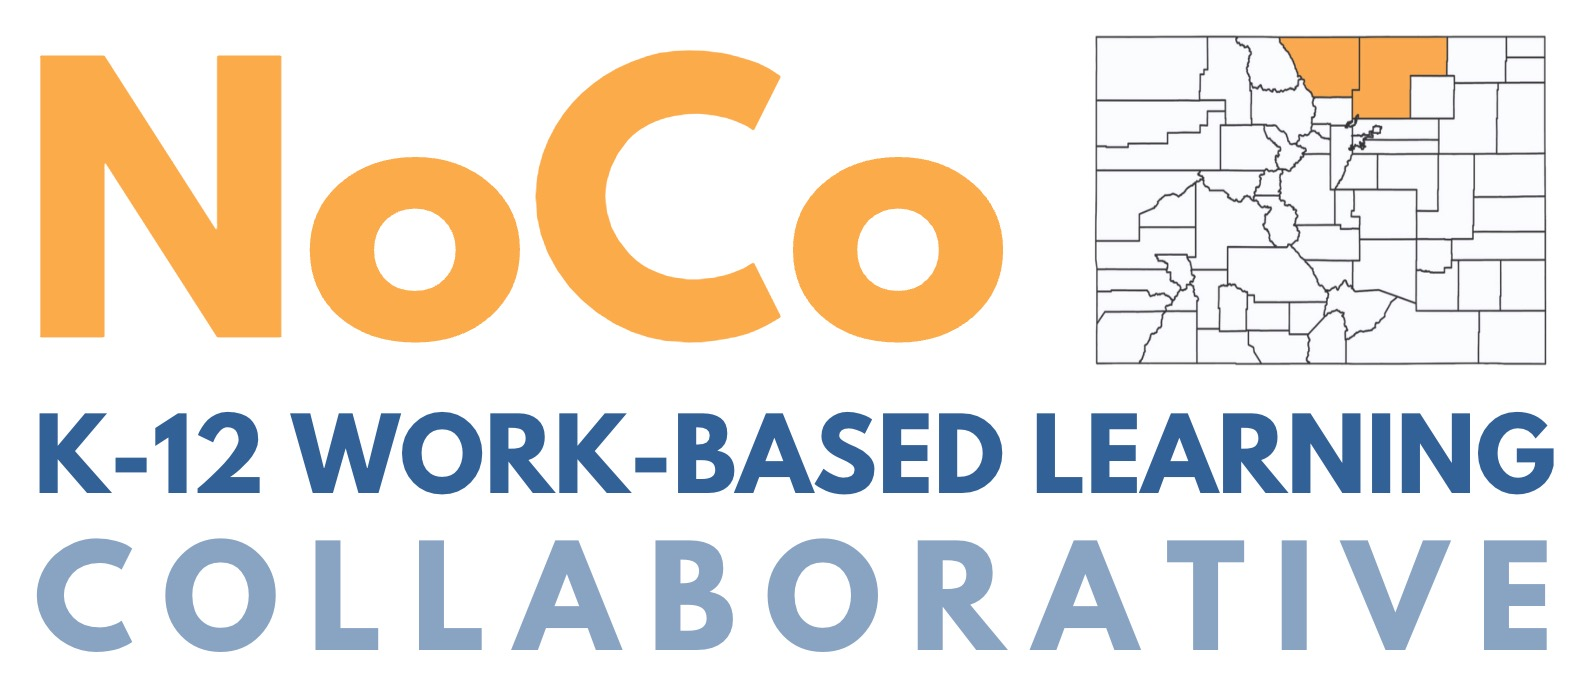 NoCo
K-12 WORK-BASED LEARNING
COLLABORATIVE